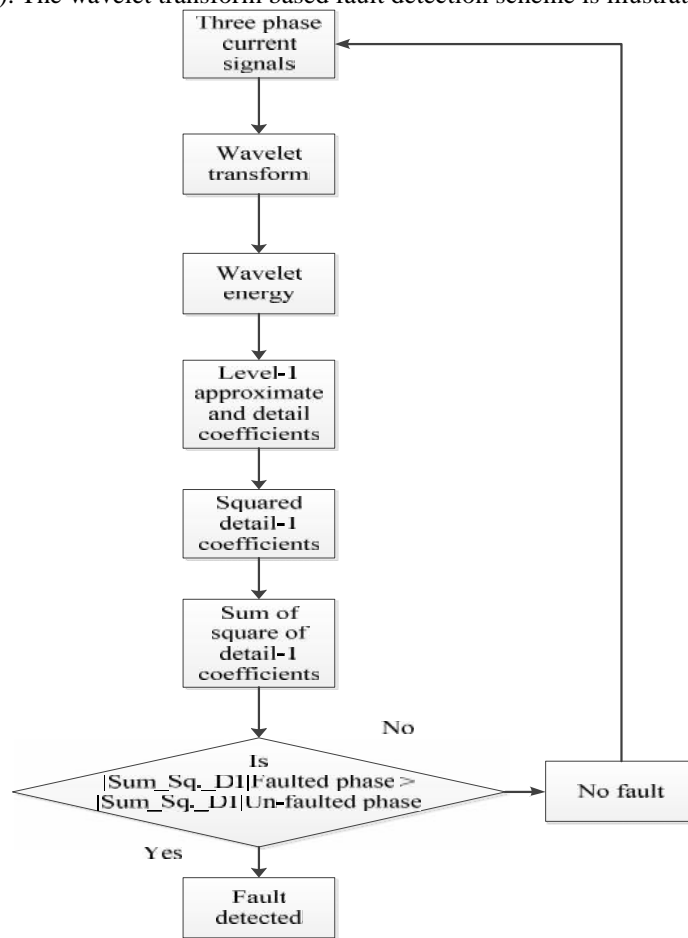 ). The wavelet transform based fault detection scheme is illustrat
Three phase
current
signals
Wavelet
transform
Wavelet
energy
Level-1
approximate
and detail
coefficients
Squared
detail-1
coefficients
Sum of
square of
detail-1
coefficients
No
Is
|Sum_Sq._D1|Faulted phase >
|Sum_Sq._D1|Un-faulted phase
No fault
Yes
Fault
detected